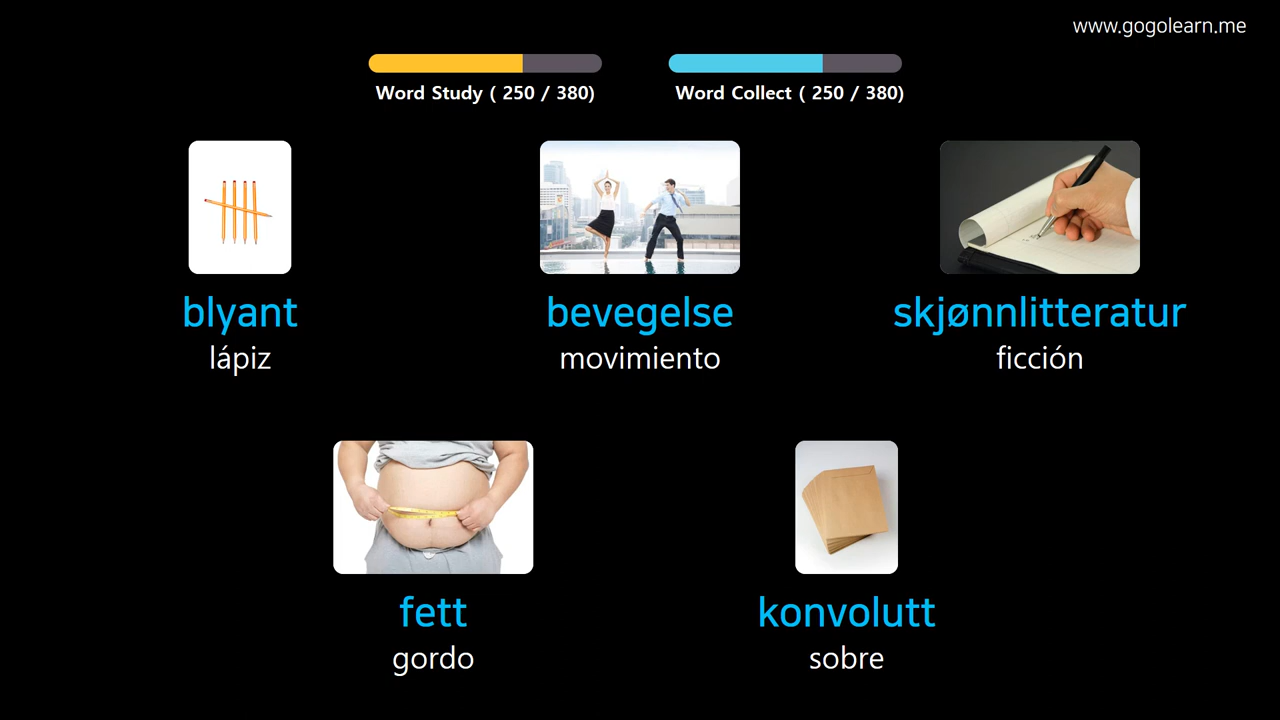 www.gogolearn.me
Word Study ( 250 / 380)
Word Collect ( 250 / 380)
blyant
lápiz
bevegelse
movimiento
skjønnlitteratur
ficción
fett
gordo
konvolutt
sobre